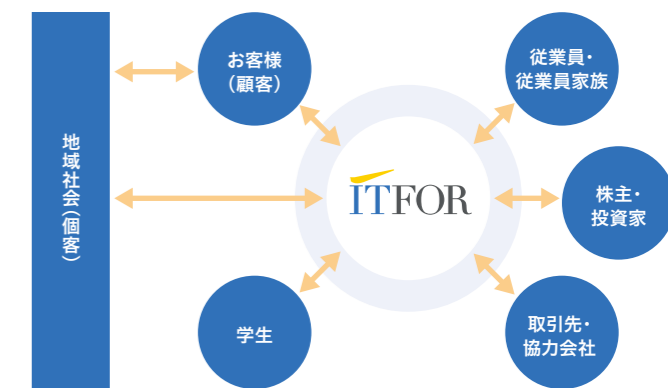 地域社会(個客)
お客様
(顧客)
従業員・
従業員家族
ITFOR
株主・
投資家
学生
取引先・
協力会社